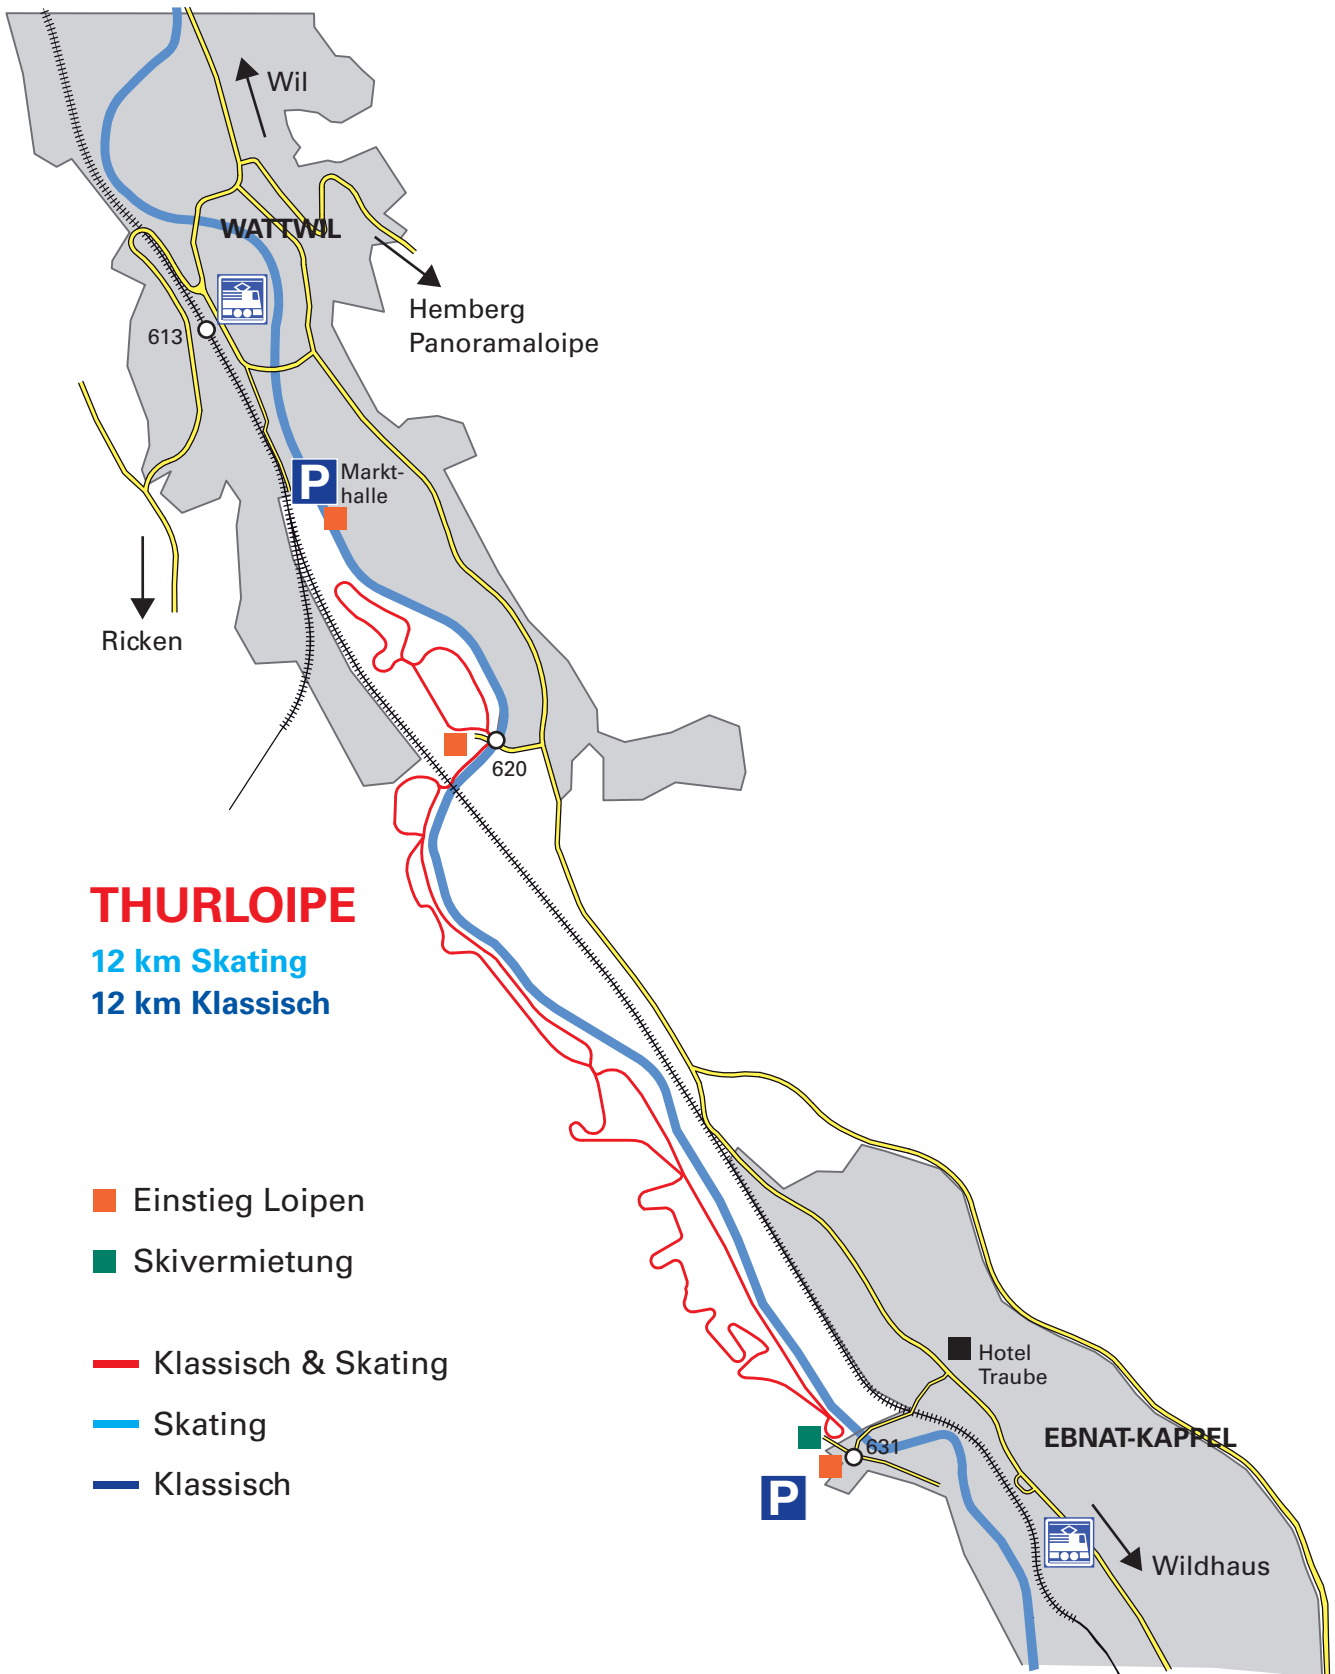 Wil
WATTWIL
Hemberg
Panoramaloipe
613
P
Markt-
halle
Ricken
620
THURLOIPE
12 km Skating
12 km Klassisch
Einstieg Loipen
Skivermietung
Klassisch & Skating
Skating
Klassisch
Hotel
Traube
EBNAT-KAPPEL
631
P
Wildhaus